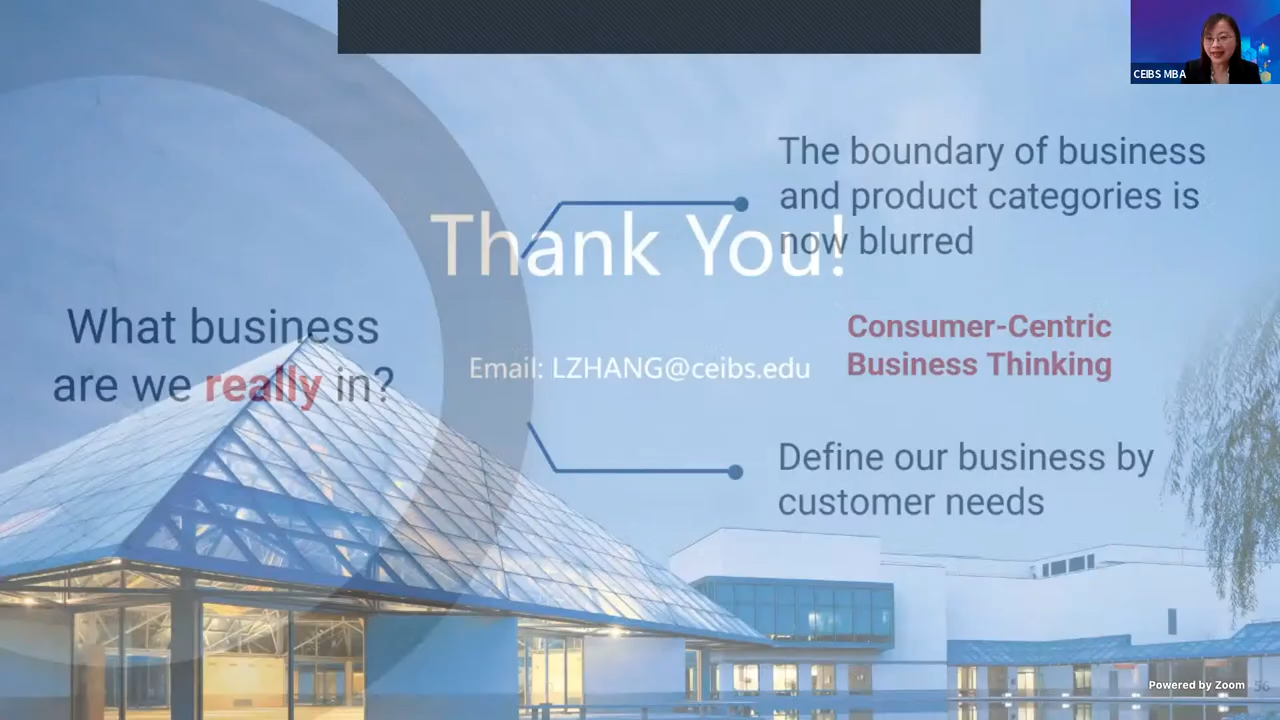 CEIBS MBA
The boundary of business
and product categories is
now blurred
Thank You!
What business
are we really in?
Consumer-Centric
Business Thinking
Email: LZHANG@ceibs.edu
Define our business by
customer needs
Powered by Zoom
56